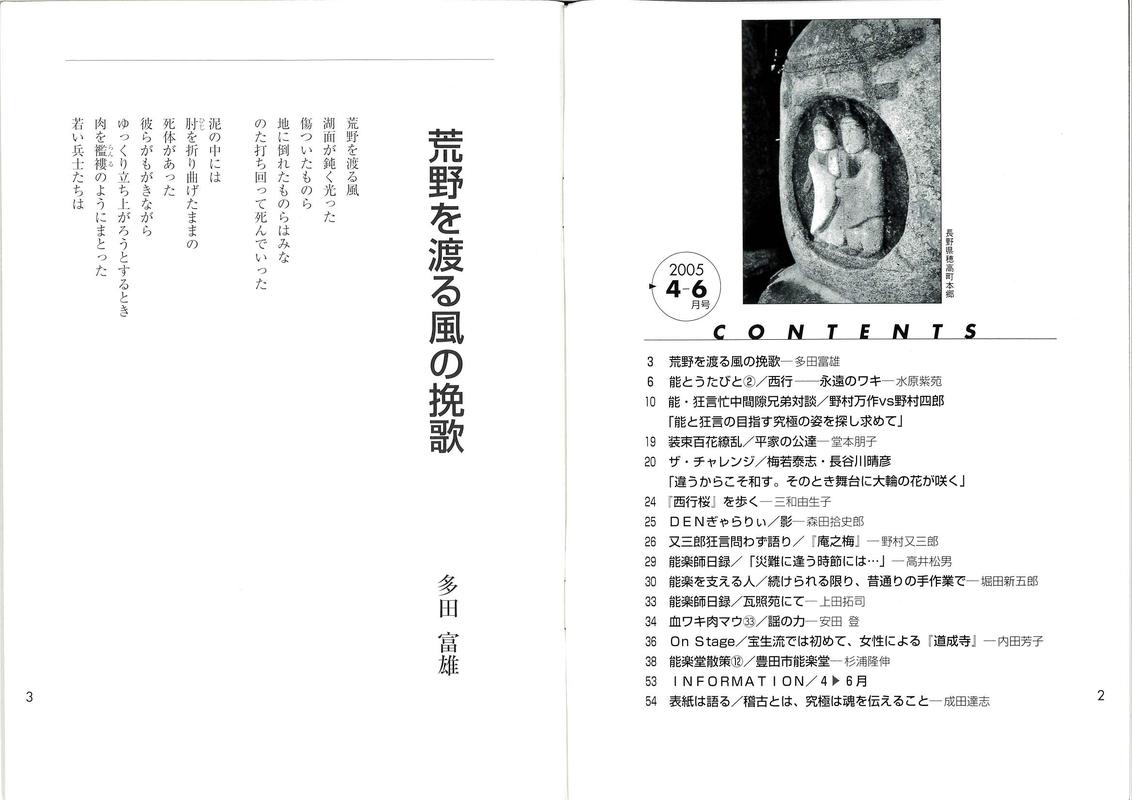 長野県穂高町本郷
2005
4-6
月号
CONTENTS
3 荒野を渡る風の挽歌─多田富雄
6 能とうたびと②／西行──永遠のワキ─水原紫苑
10 能・狂言忙中間隙兄弟対談／野村万作vs野村四郎
「能と狂言の目指す究極の姿を探し求めて」
19 装束百花繚乱／平家の公達─堂本朋子
20 ザ・チャレンジ／梅若泰志・長谷川晴彦
「違うからこそ和す。そのとき舞台に大輪の花が咲く」
24 『西行桜』を歩く─三和由生子
25 DENぎゃらりぃ／影─森田拾史郎
26 又三郎狂言問わず語り／『庵之梅』─野村又三郎
29 能楽師日録／「災難に逢う時節には…」─高井松男
30 能楽を支える人／続けられる限り、昔通りの手作業で─堀田新五郎
33 能楽師日録／瓦照苑にて─上田拓司
34 血ワキ肉マウ㉝／謡の力─安田 登
36 On Stage／宝生流では初めて、女性による『道成寺』─内田芳子
38 能楽堂散策⑫／豊田市能楽堂─杉浦隆伸
53 INFORMATION／4▶6月
54 表紙は語る／稽古とは、究極は魂を伝えること─成田達志
2
荒野を渡る風の挽歌
多田 富雄
荒野を渡る風
湖面が鈍く光った
傷ついたものら
地に倒れたものらはみな
のた打ち回って死んでいった
泥の中には
肘を折り曲げたままの
ひじ
死体があった
彼らがもがきながら
ゆっくり立ち上がろうとするとき
肉を襤褸のようにまとった
らんる
若い兵士たちは
3